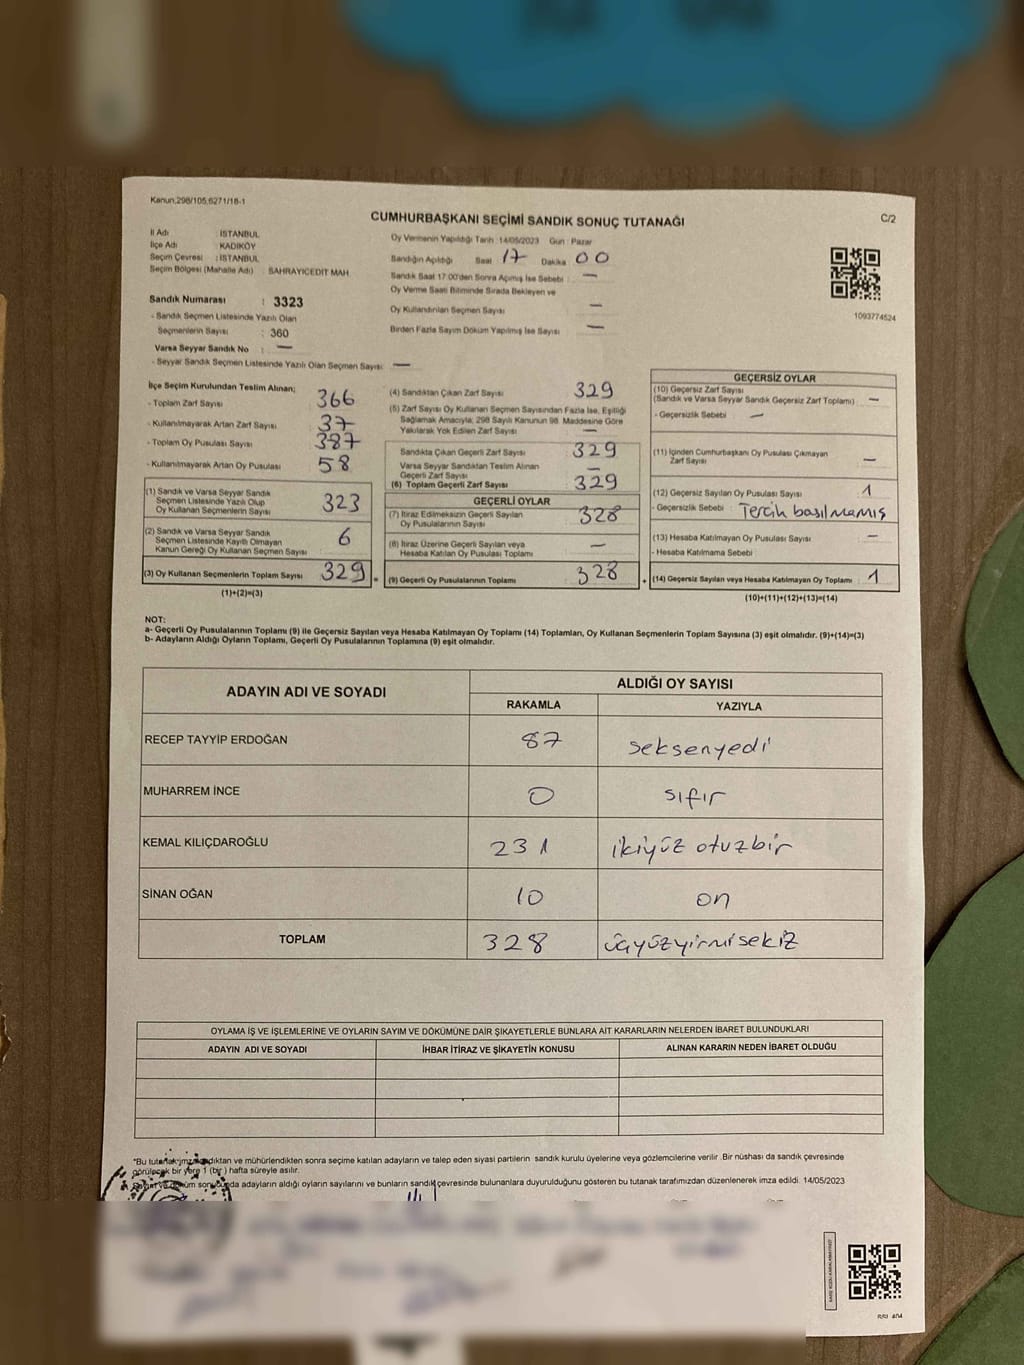 Kanun,298/105,6271/18-1
CUMHURBAŞKANI SEÇİMİ SANDIK SONUÇ TUTANAĞI
C/2
İl Adı : İSTANBUL
İlçe Adı : KADIKÖY
Seçim Çevresi : İSTANBUL
Seçim Bölgesi (Mahalle Adı) SAHRAYICEDİT MAH
Sandık Numarası : 3323
- Sandık Seçmen Listesinde Yazılı Olan
Seçmenlerin Sayısı : 360
Varsa Seyyar Sandık No : —
- Seyyar Sandık Seçmen Listesinde Yazılı Olan Seçmen Sayısı: —
Oy Vermenin Yapıldığı Tarih 14/05/2023 Gün : Pazar
Sandığın Açıldığı Saat 17 Dakika 00
Sandık Saat 17:00'den Sonra Açılmış İse Sebebi : —
Oy Verme Saati Bitiminde Sırada Bekleyen ve
Oy Kullandırılan Seçmen Sayısı —
Birden Fazla Sayım Döküm Yapılmış İse Sayısı —
1093774524
İlçe Seçim Kurulundan Teslim Alınan;
- Toplam Zarf Sayısı 366
- Kullanılmayarak Artan Zarf Sayısı 37
- Toplam Oy Pusulası Sayısı 387
- Kullanılmayarak Artan Oy Pusulası 58
(1) Sandık ve Varsa Seyyar Sandık
Seçmen Listesinde Yazılı Olup
Oy Kullanan Seçmenlerin Sayısı 323
(2) Sandık ve Varsa Seyyar Sandık
Seçmen Listesinde Kayıtlı Olmayan
Kanun Gereği Oy Kullanan Seçmen Sayısı 6
(3) Oy Kullanan Seçmenlerin Toplam Sayısı 329 =
(1)+(2)=(3)
(4) Sandıktan Çıkan Zarf Sayısı 329
(5) Zarf Sayısı Oy Kullanan Seçmen Sayısından Fazla İse, Eşitliği
Sağlamak Amacıyla; 298 Sayılı Kanunun 98. Maddesine Göre
Yakılarak Yok Edilen Zarf Sayısı —
Sandıkta Çıkan Geçerli Zarf Sayısı 329
Varsa Seyyar Sandıktan Teslim Alınan
Geçerli Zarf Sayısı —
(6) Toplam Geçerli Zarf Sayısı 329
GEÇERLİ OYLAR
(7) İtiraz Edilmeksizin Geçerli Sayılan
Oy Pusulalarının Sayısı 328
(8) İtiraz Üzerine Geçerli Sayılan veya
Hesaba Katılan Oy Pusulası Toplamı —
(9) Geçerli Oy Pusulalarının Toplamı 328 +
GEÇERSİZ OYLAR
(10) Geçersiz Zarf Sayısı
(Sandık ve Varsa Seyyar Sandık Geçersiz Zarf Toplamı) —
- Geçersizlik Sebebi —
(11) İçinden Cumhurbaşkanı Oy Pusulası Çıkmayan
Zarf Sayısı —
(12) Geçersiz Sayılan Oy Pusulası Sayısı 1
- Geçersizlik Sebebi : Tercih basılmamış
(13) Hesaba Katılmayan Oy Pusulası Sayısı —
- Hesaba Katılmama Sebebi
(14) Geçersiz Sayılan veya Hesaba Katılmayan Oy Toplamı 1
(10)+(11)+(12)+(13)=(14)
NOT:
a- Geçerli Oy Pusulalarının Toplamı (9) ile Geçersiz Sayılan veya Hesaba Katılmayan Oy Toplamı (14) Toplamları, Oy Kullanan Seçmenlerin Toplam Sayısına (3) eşit olmalıdır. (9)+(14)=(3)
b- Adayların Aldığı Oyların Toplamı, Geçerli Oy Pusulalarının Toplamına (9) eşit olmalıdır.
ADAYIN ADI VE SOYADI ALDIĞI OY SAYISI
RAKAMLA YAZIYLA
RECEP TAYYİP ERDOĞAN 87 seksenyedi
MUHARREM İNCE 0 sıfır
KEMAL KILIÇDAROĞLU 231 ikiyüz otuzbir
SİNAN OĞAN 10 on
TOPLAM 328 üçyüzyirmisekiz
OYLAMA İŞ VE İŞLEMLERİNE VE OYLARIN SAYIM VE DÖKÜMÜNE DAİR ŞİKAYETLERLE BUNLARA AİT KARARLARIN NELERDEN İBARET BULUNDUKLARI
ADAYIN ADI VE SOYADI İHBAR İTİRAZ VE ŞİKAYETİN KONUSU ALINAN KARARIN NEDEN İBARET OLDUĞU
*Bu tutanak imzalandıktan ve mühürlendikten sonra seçime katılan adayların ve talep eden siyasi partilerin sandık kurulu üyelerine veya gözlemcilerine verilir .Bir nüshası da sandık çevresinde
görülecek bir yere 1 (bir ) hafta süreyle asılır.
sonucunda adayların aldığı oyların sayılarını ve bunların sandık çevresinde bulunanlara duyurulduğunu gösteren bu tutanak tarafımızdan düzenlenerek imza edildi. 14/05/2023